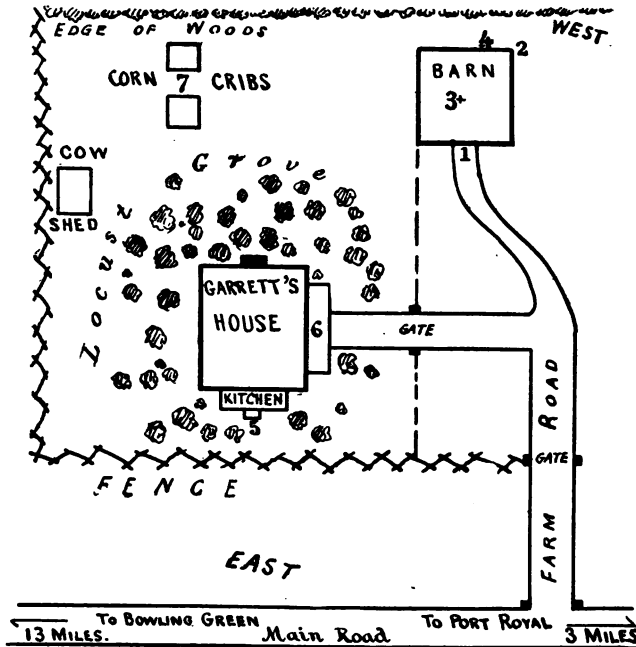 EDGE OF WOODS
WEST
4 2
BARN
3+
1
CORN 7 CRIBS
COW
SHED
Locust Grove
GARRETT'S
HOUSE
6
GATE
KITCHEN
5
ROAD
GATE
FENCE
FARM
EAST
TO BOWLING GREEN
TO PORT ROYAL
13 MILES.
Main Road
3 MILES